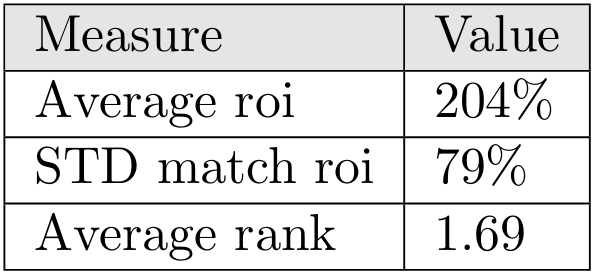 Measure Value
Average roi 204%
STD match roi 79%
Average rank 1.69